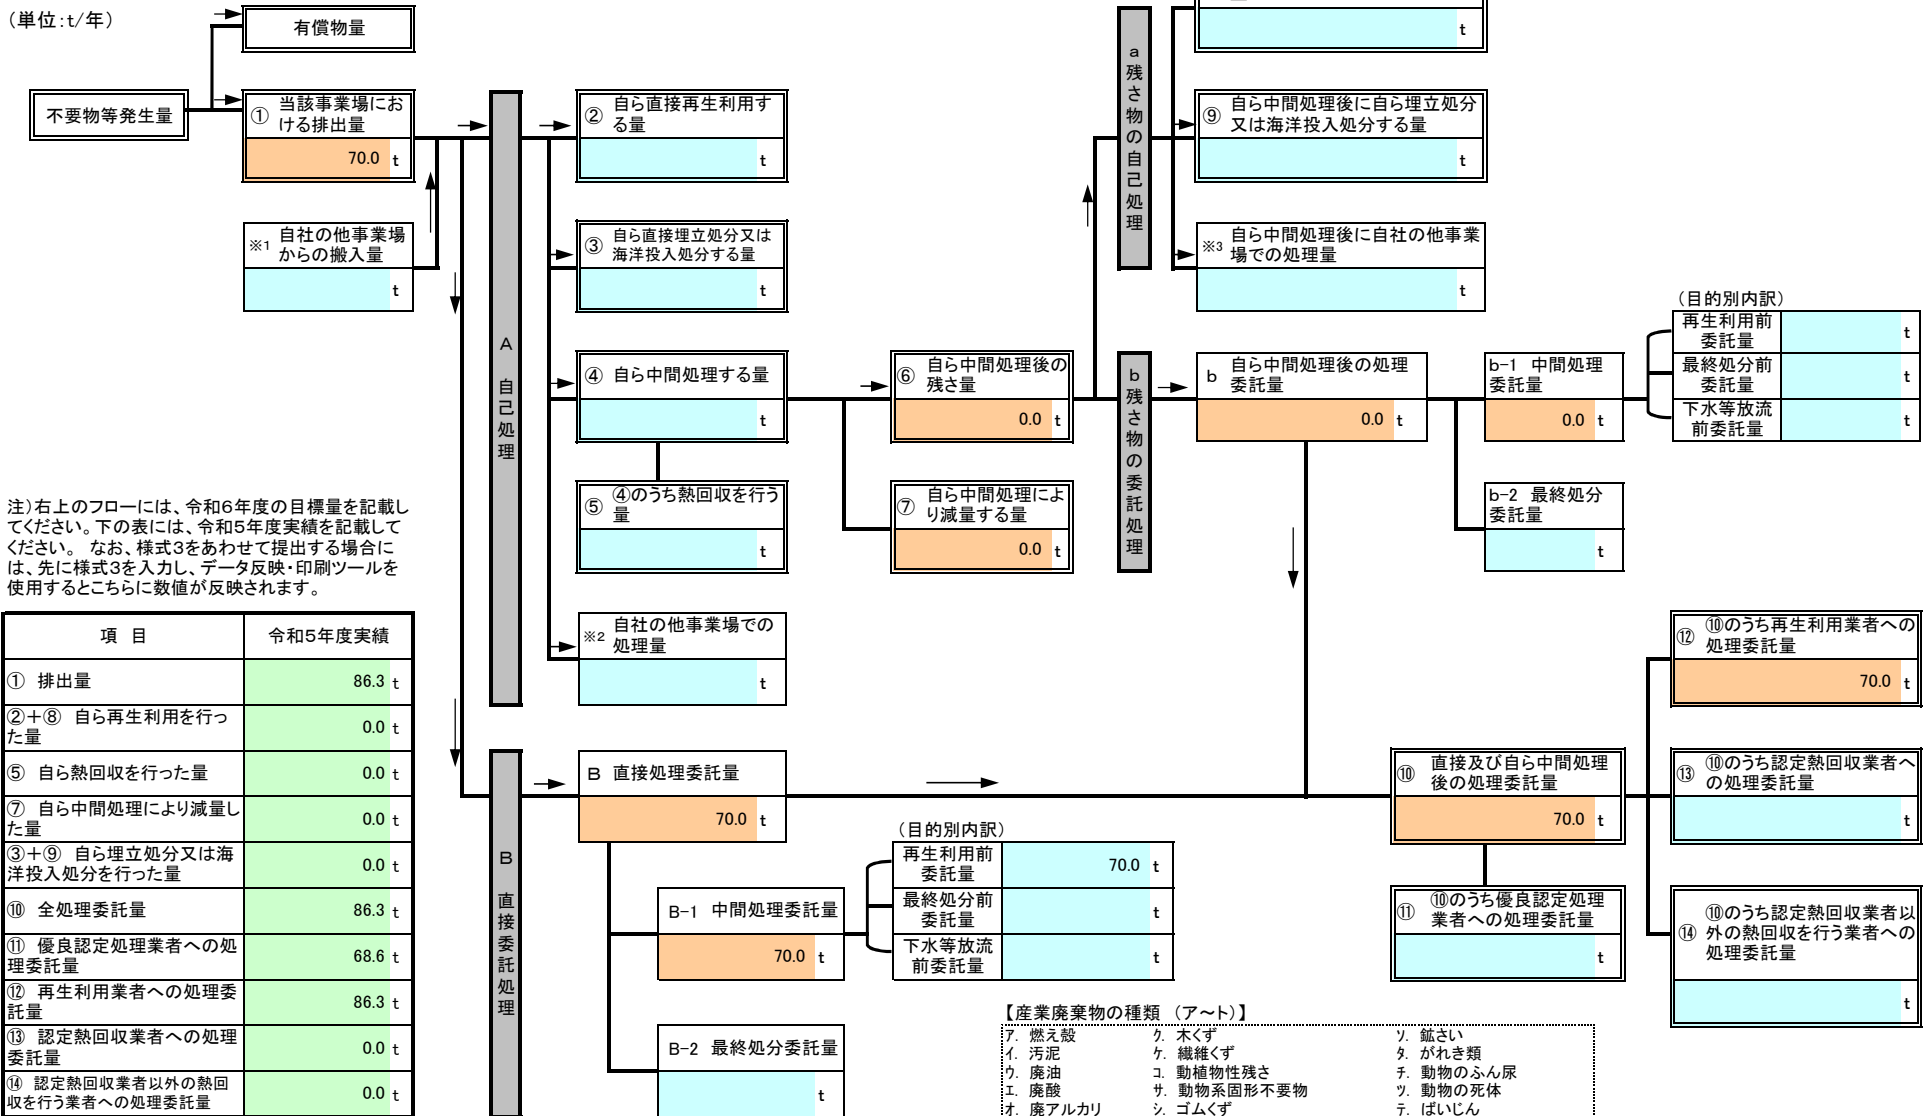 （単位：t/年）
有償物量
不要物等発生量
① 当該事業場にお
ける排出量
70.0 t
※1 自社の他事業場
からの搬入量
t
A 自己処理
② 自ら直接再生利用す
る量
t
③ 自ら直接埋立処分又は
海洋投入処分する量
t
④ 自ら中間処理する量
t
⑤ ④のうち熱回収を行う
量
t
※2 自社の他事業場での
処理量
t
⑥ 自ら中間処理後の
残さ量
0.0 t
⑦ 自ら中間処理によ
り減量する量
0.0 t
a 残さ物の自己処理
t
⑨ 自ら中間処理後に自ら埋立処分
又は海洋投入処分する量
t
※3 自ら中間処理後に自社の他事業
場での処理量
t
b 残さ物の委託処理
b 自ら中間処理後の処理
委託量
0.0 t
b-1 中間処理
委託量
0.0 t
（目的別内訳）
再生利用前
委託量
t
最終処分前
委託量
t
下水等放流
前委託量
t
b-2 最終処分
委託量
t
注）右上のフローには、令和6年度の目標量を記載し
てください。下の表には、令和5年度実績を記載して
ください。 なお、様式3をあわせて提出する場合に
は、先に様式3を入力し、データ反映・印刷ツールを
使用するとこちらに数値が反映されます。
項 目 令和5年度実績
① 排出量 86.3 t
②＋⑧ 自ら再生利用を行っ
た量 0.0 t
⑤ 自ら熱回収を行った量 0.0 t
⑦ 自ら中間処理により減量し
た量 0.0 t
③＋⑨ 自ら埋立処分又は海
洋投入処分を行った量 0.0 t
⑩ 全処理委託量 86.3 t
⑪ 優良認定処理業者への処
理委託量 68.6 t
⑫ 再生利用業者への処理委
託量 86.3 t
⑬ 認定熱回収業者への処理
委託量 0.0 t
⑭ 認定熱回収業者以外の熱回
収を行う業者への処理委託量 0.0 t
B 直接委託処理
B 直接処理委託量
70.0 t
B-1 中間処理委託量
70.0 t
（目的別内訳）
再生利用前
委託量
70.0 t
最終処分前
委託量
t
下水等放流
前委託量
t
B-2 最終処分委託量
t
⑩ 直接及び自ら中間処理
後の処理委託量
70.0 t
⑪ ⑩のうち優良認定処理
業者への処理委託量
t
⑫ ⑩のうち再生利用業者への
処理委託量
70.0 t
⑬ ⑩のうち認定熱回収業者へ
の処理委託量
t
⑭ ⑩のうち認定熱回収業者以
外の熱回収を行う業者への
処理委託量
t
【産業廃棄物の種類 （ア～ト）】
ア. 燃え殻 ク. 木くず ソ. 鉱さい
イ. 汚泥 ケ. 繊維くず タ. がれき類
ウ. 廃油 コ. 動植物性残さ チ. 動物のふん尿
エ. 廃酸 サ. 動物系固形不要物 ツ. 動物の死体
オ. 廃アルカリ シ. ゴムくず テ. ばいじん